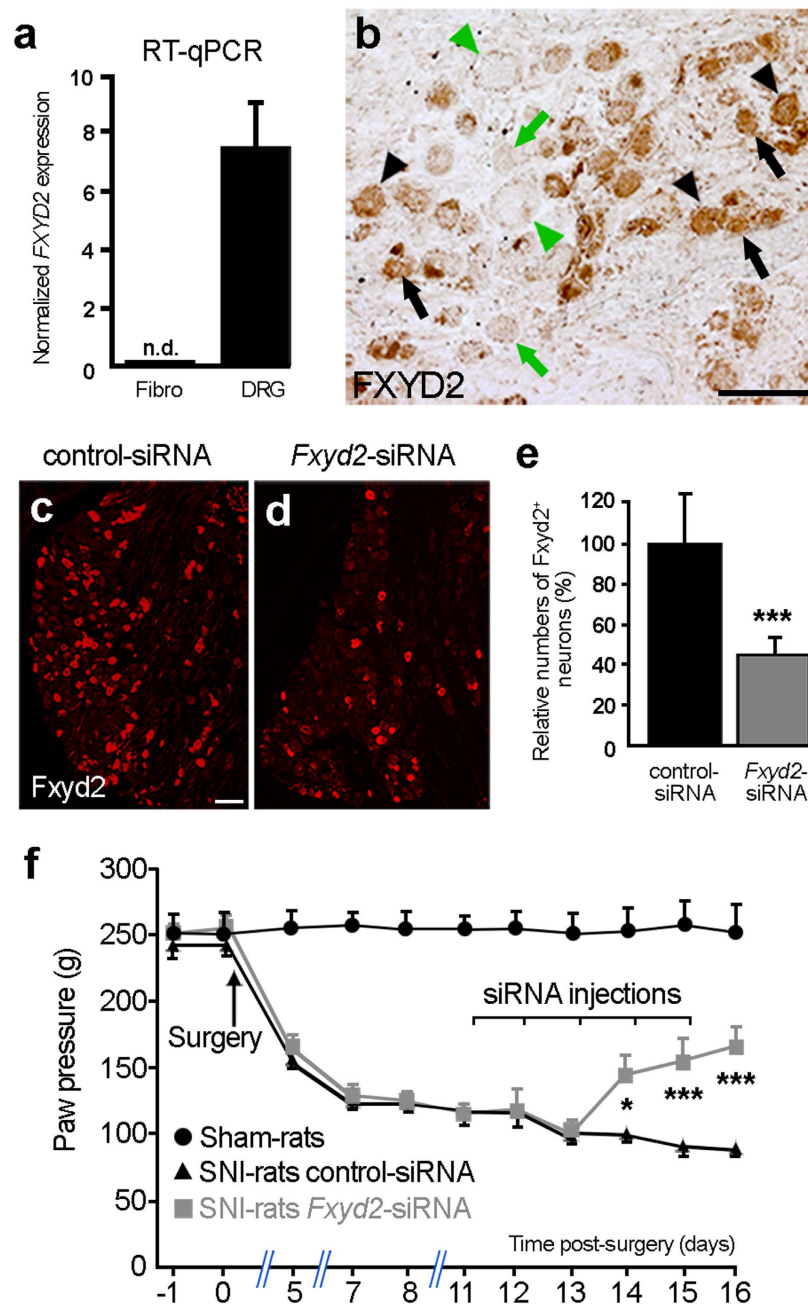 a
RT-qPCR
Normalized FXYD2 expression
10
8
6
4
2
0
n.d.
Fibro
DRG
b
FXYD2
control-siRNA
Fxyd2-siRNA
c
d
Fxyd2
e
Relative numbers of Fxyd2+
neurons (%)
120
100
80
60
40
20
0
***
control-
siRNA
Fxyd2-
siRNA
f
Paw pressure (g)
300
250
200
150
100
50
0
Surgery
siRNA injections
*
***
***
Sham-rats
SNI-rats control-siRNA
SNI-rats Fxyd2-siRNA
Time post-surgery (days)
-1 0 // 5 // 7 8 // 11 12 13 14 15 16